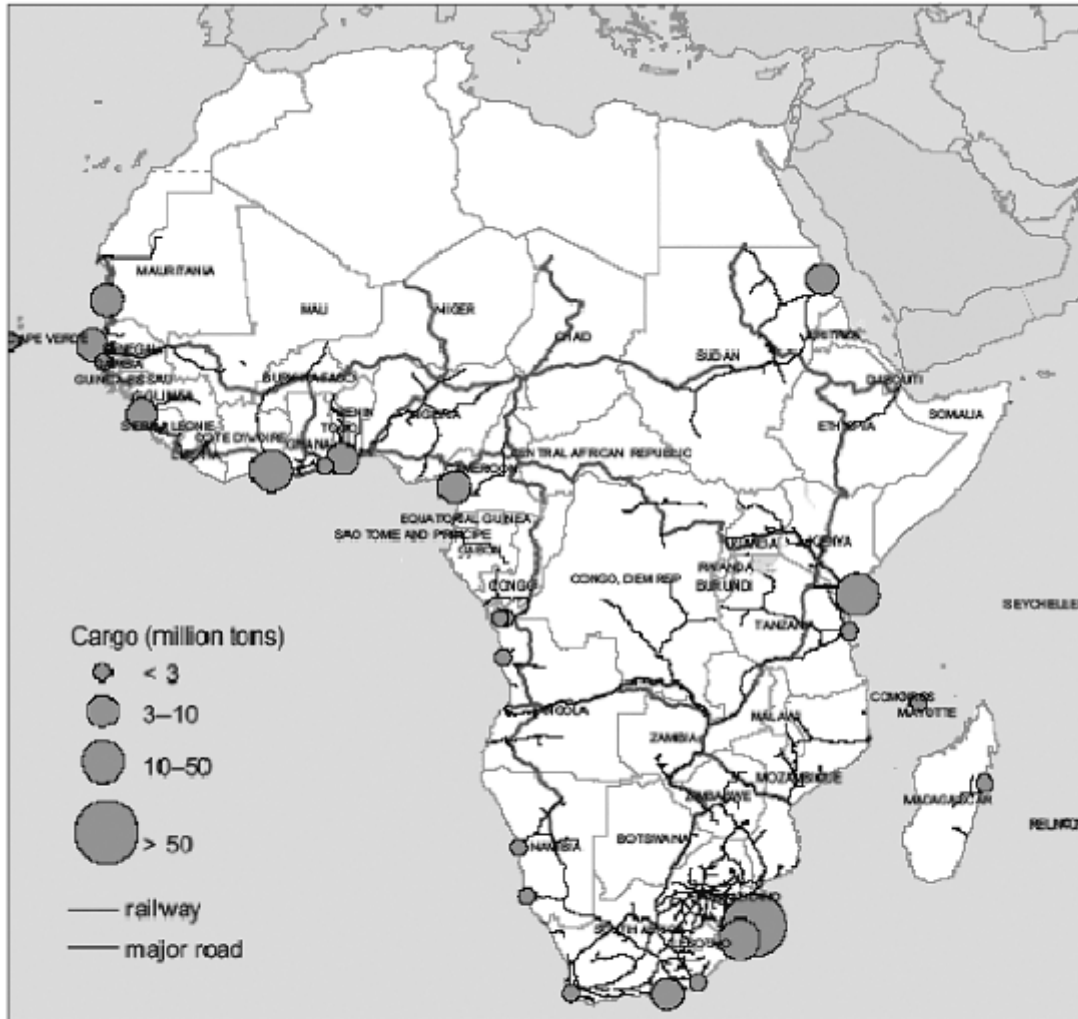 MAURITANIA
MALI
NIGER
CHAD
SUDAN
ERITREA
CAPE VERDE
SENEGAL
GAMBIA
GUINEA-BISSAU
GUINEA
BURKINA FASO
BENIN
NIGERIA
DJIBOUTI
SOMALIA
SIERRA LEONE
COTE D'IVOIRE
GHANA
TOGO
ETHIOPIA
CENTRAL AFRICAN REPUBLIC
CAMEROON
EQUATORIAL GUINEA
SAO TOME AND PRINCIPE
GABON
UGANDA
KENYA
RWANDA
CONGO
CONGO, DEM REP
BURUNDI
SEYCHELLE
TANZANIA
Cargo (million tons)
< 3
3–10
10–50
> 50
railway
major road
COMOROS
MAYOTTE
ANGOLA
MALAWI
ZAMBIA
MOZAMBIQUE
ZIMBABWE
MADAGASCAR
BOTSWANA
NAMIBIA
SOUTH AFRICA
LESOTHO